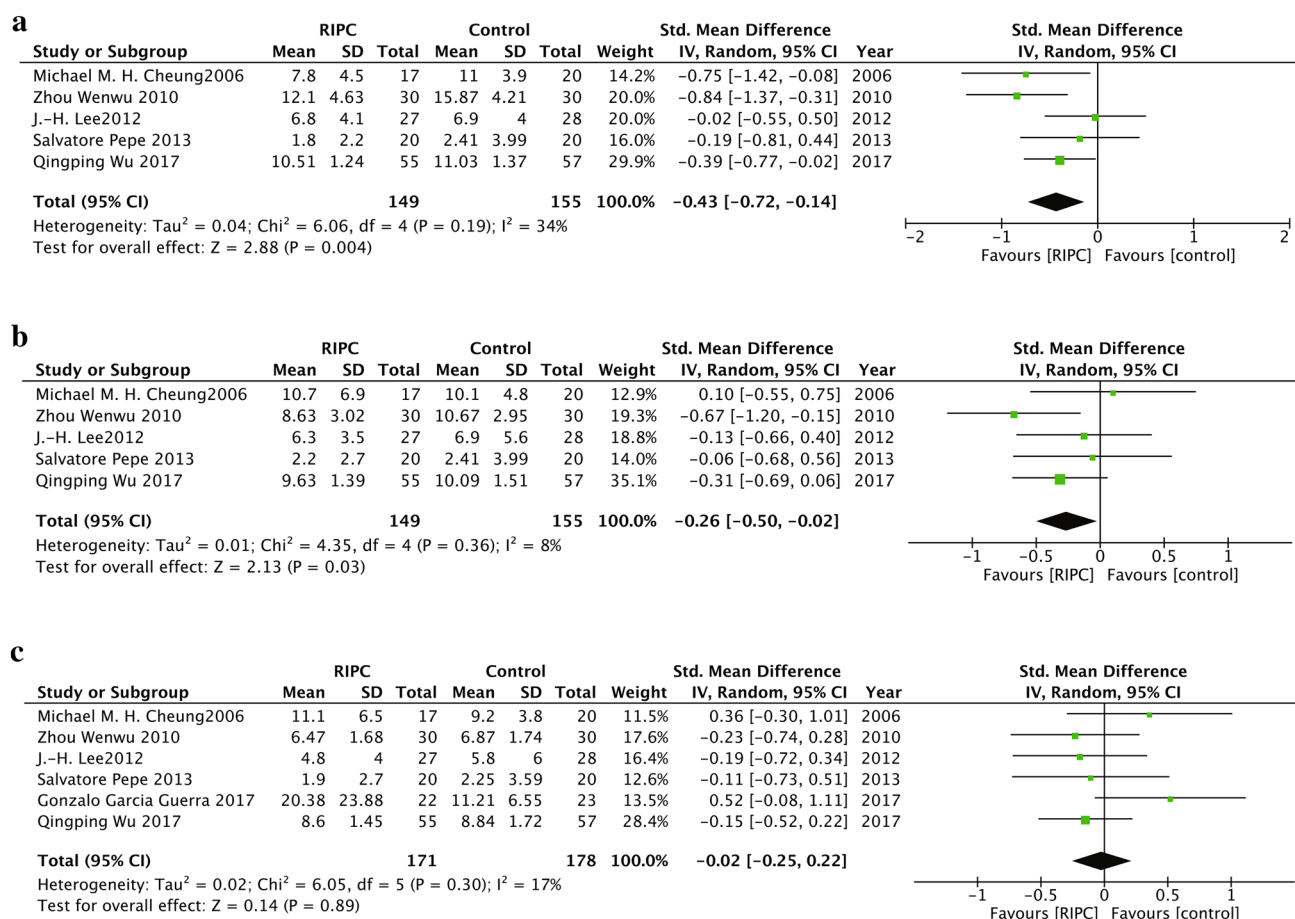 a
RIPC Control Std. Mean Difference Std. Mean Difference
Study or Subgroup Mean SD Total Mean SD Total Weight IV, Random, 95% CI Year IV, Random, 95% CI
Michael M. H. Cheung2006 7.8 4.5 17 11 3.9 20 14.2% −0.75 [−1.42, −0.08] 2006
Zhou Wenwu 2010 12.1 4.63 30 15.87 4.21 30 20.0% −0.84 [−1.37, −0.31] 2010
J.-H. Lee2012 6.8 4.1 27 6.9 4 28 20.0% −0.02 [−0.55, 0.50] 2012
Salvatore Pepe 2013 1.8 2.2 20 2.41 3.99 20 16.0% −0.19 [−0.81, 0.44] 2013
Qingping Wu 2017 10.51 1.24 55 11.03 1.37 57 29.9% −0.39 [−0.77, −0.02] 2017
Total (95% CI) 149 155 100.0% −0.43 [−0.72, −0.14]
Heterogeneity: Tau² = 0.04; Chi² = 6.06, df = 4 (P = 0.19); I² = 34%
Test for overall effect: Z = 2.88 (P = 0.004)
−2 −1 0 1 2
Favours [RIPC] Favours [control]
b
RIPC Control Std. Mean Difference Std. Mean Difference
Study or Subgroup Mean SD Total Mean SD Total Weight IV, Random, 95% CI Year IV, Random, 95% CI
Michael M. H. Cheung2006 10.7 6.9 17 10.1 4.8 20 12.9% 0.10 [−0.55, 0.75] 2006
Zhou Wenwu 2010 8.63 3.02 30 10.67 2.95 30 19.3% −0.67 [−1.20, −0.15] 2010
J.-H. Lee2012 6.3 3.5 27 6.9 5.6 28 18.8% −0.13 [−0.66, 0.40] 2012
Salvatore Pepe 2013 2.2 2.7 20 2.41 3.99 20 14.0% −0.06 [−0.68, 0.56] 2013
Qingping Wu 2017 9.63 1.39 55 10.09 1.51 57 35.1% −0.31 [−0.69, 0.06] 2017
Total (95% CI) 149 155 100.0% −0.26 [−0.50, −0.02]
Heterogeneity: Tau² = 0.01; Chi² = 4.35, df = 4 (P = 0.36); I² = 8%
Test for overall effect: Z = 2.13 (P = 0.03)
−1 −0.5 0 0.5 1
Favours [RIPC] Favours [control]
c
RIPC Control Std. Mean Difference Std. Mean Difference
Study or Subgroup Mean SD Total Mean SD Total Weight IV, Random, 95% CI Year IV, Random, 95% CI
Michael M. H. Cheung2006 11.1 6.5 17 9.2 3.8 20 11.5% 0.36 [−0.30, 1.01] 2006
Zhou Wenwu 2010 6.47 1.68 30 6.87 1.74 30 17.6% −0.23 [−0.74, 0.28] 2010
J.-H. Lee2012 4.8 4 27 5.8 6 28 16.4% −0.19 [−0.72, 0.34] 2012
Salvatore Pepe 2013 1.9 2.7 20 2.25 3.59 20 12.6% −0.11 [−0.73, 0.51] 2013
Gonzalo Garcia Guerra 2017 20.38 23.88 22 11.21 6.55 23 13.5% 0.52 [−0.08, 1.11] 2017
Qingping Wu 2017 8.6 1.45 55 8.84 1.72 57 28.4% −0.15 [−0.52, 0.22] 2017
Total (95% CI) 171 178 100.0% −0.02 [−0.25, 0.22]
Heterogeneity: Tau² = 0.02; Chi² = 6.05, df = 5 (P = 0.30); I² = 17%
Test for overall effect: Z = 0.14 (P = 0.89)
−1 −0.5 0 0.5 1
Favours [RIPC] Favours [control]